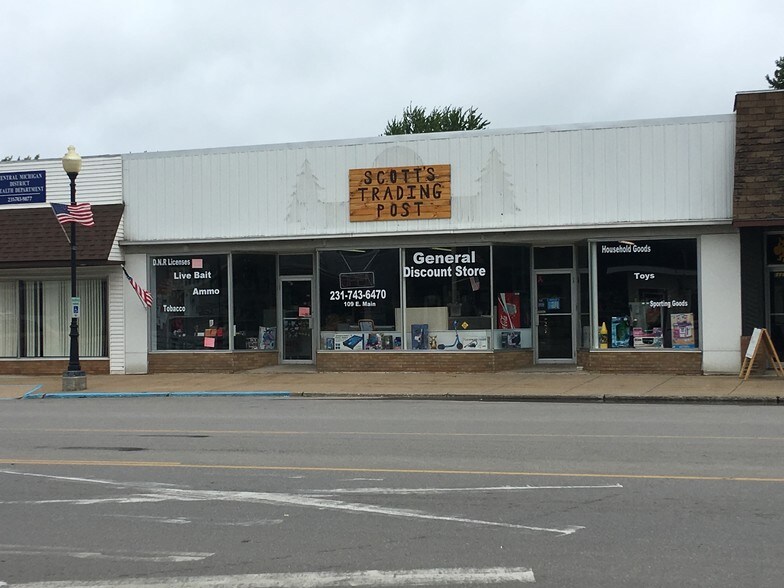 CENTRAL MICHIGAN
DISTRICT
HEALTH DEPARTMENT
SCOTT'S
TRADING
POST
D.N.R Licenses
Live Bait
Ammo
Tobacco
231-743-6470
109 E. Main
General
Discount Store
Household Goods
Toys
Sporting Goods